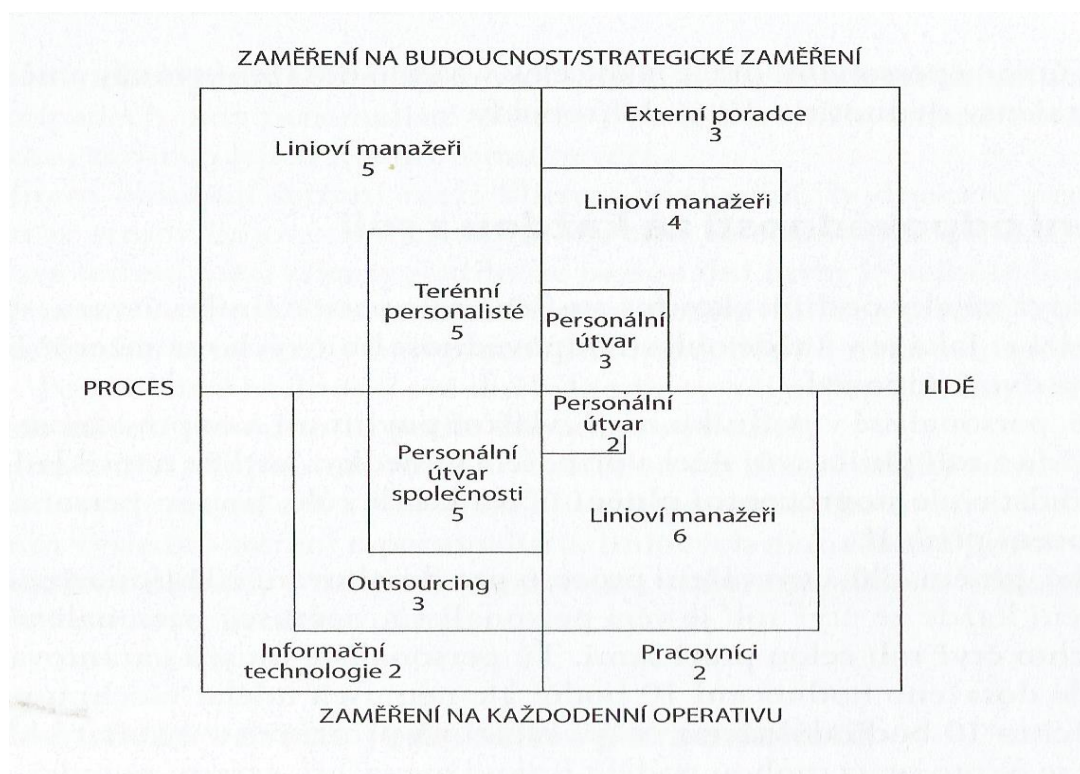 ZAMĚŘENÍ NA BUDOUCNOST/STRATEGICKÉ ZAMĚŘENÍ
Linioví manažeři
5
Externí poradce
3
Linioví manažeři
4
Terénní
personalisté
5
Personální
útvar
3
PROCES
LIDÉ
Personální
útvar
společnosti
5
Personální
útvar
2
Linioví manažeři
6
Outsourcing
3
Informační
technologie 2
Pracovníci
2
ZAMĚŘENÍ NA KAŽDODENNÍ OPERATIVU